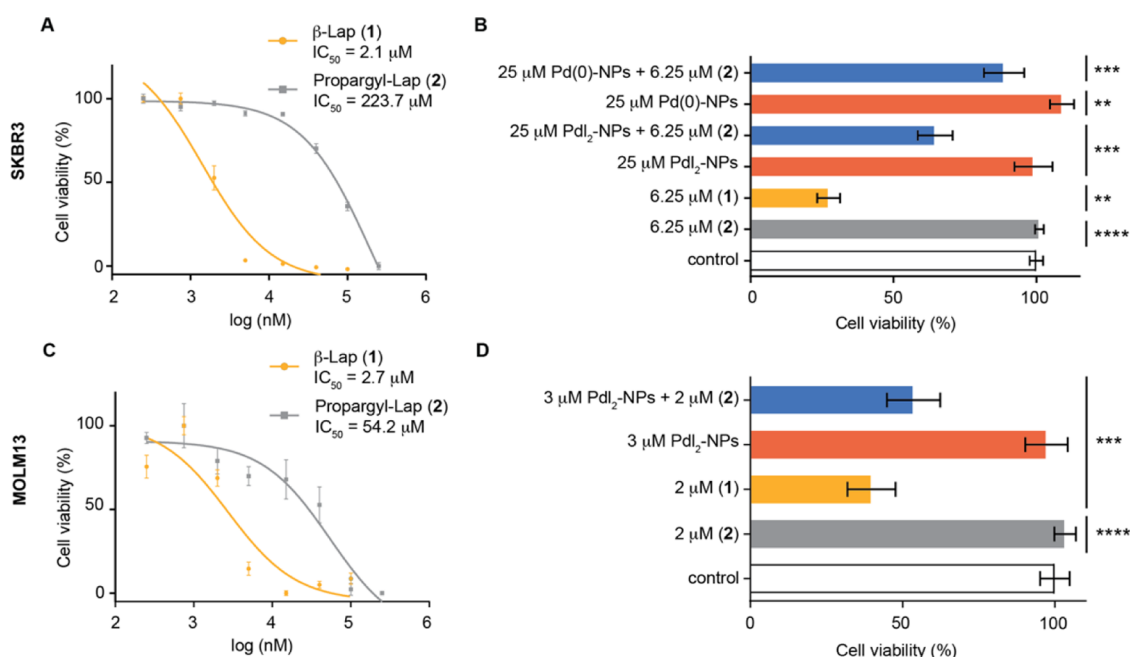 A
β-Lap (1)
IC50 = 2.1 μM
Propargyl-Lap (2)
IC50 = 223.7 μM
SKBR3
Cell viability (%)
100
50
0
2 3 4 5 6
log (nM)
B
25 μM Pd(0)-NPs + 6.25 μM (2)
25 μM Pd(0)-NPs
25 μM PdI2-NPs + 6.25 μM (2)
25 μM PdI2-NPs
6.25 μM (1)
6.25 μM (2)
control
***
**
***
**
****
0 50 100
Cell viability (%)
C
β-Lap (1)
IC50 = 2.7 μM
Propargyl-Lap (2)
IC50 = 54.2 μM
MOLM13
Cell viability (%)
100
50
0
2 3 4 5 6
log (nM)
D
3 μM PdI2-NPs + 2 μM (2)
3 μM PdI2-NPs
2 μM (1)
2 μM (2)
control
***
****
0 50 100
Cell viability (%)